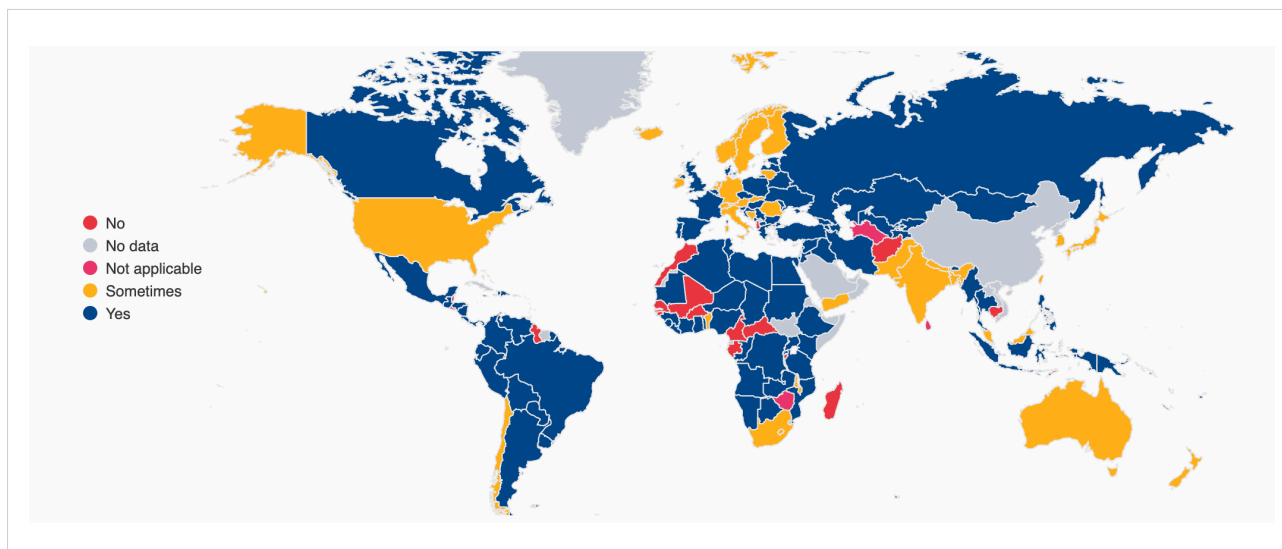 No
No data
Not applicable
Sometimes
Yes